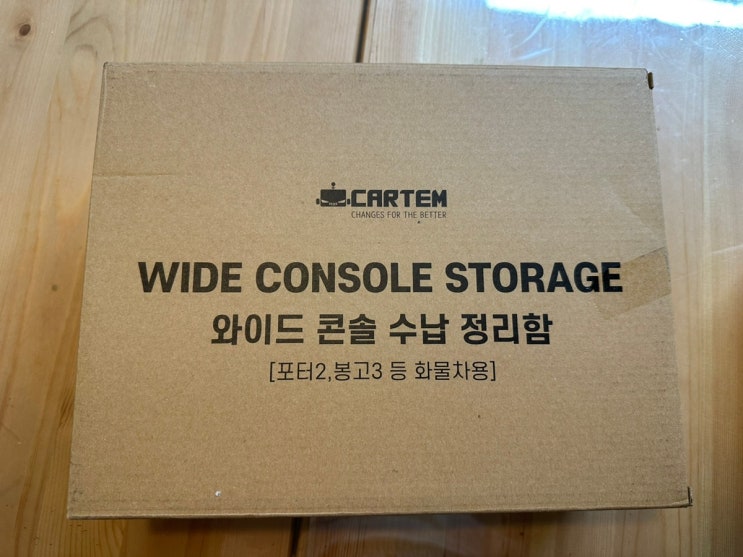 CARTEM
CHANGES FOR THE BETTER
WIDE CONSOLE STORAGE
와이드 콘솔 수납 정리함
[포터2,봉고3 등 화물차용]